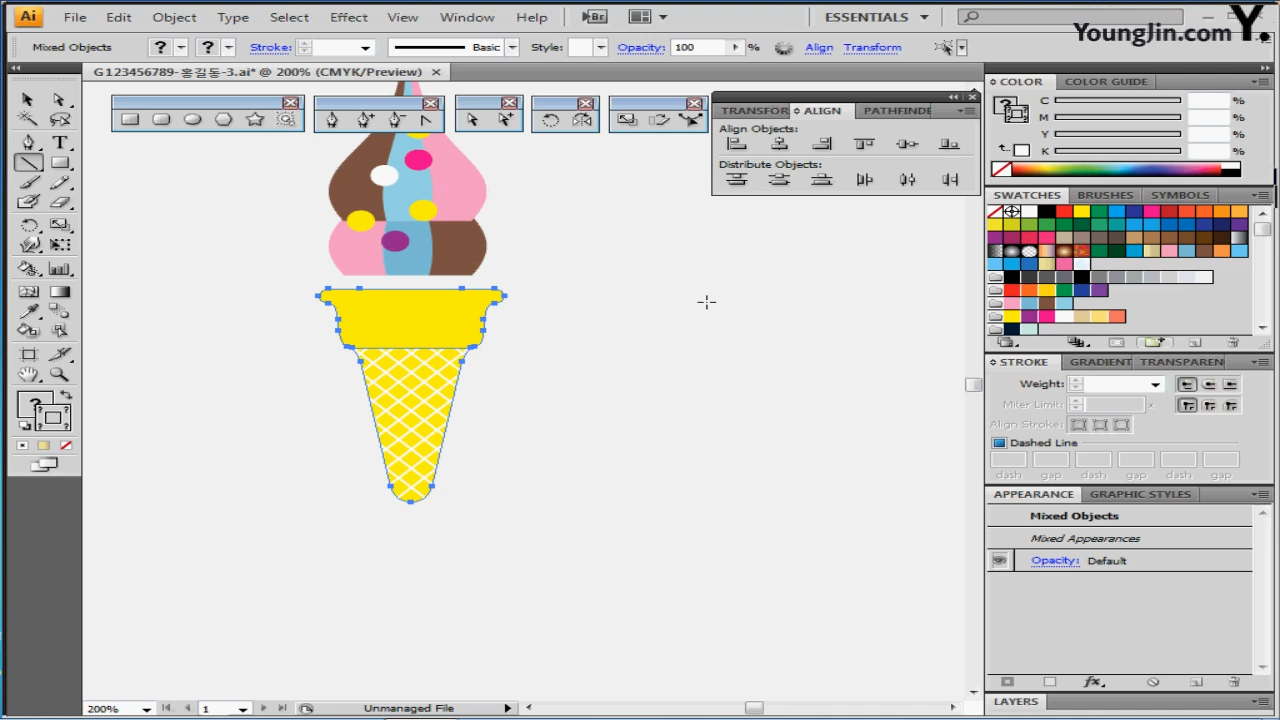 Ai File Edit Object Type Select Effect View Window Help Br ESSENTIALS
YoungJin.com Y.
Mixed Objects ? ? Stroke: Basic Style: Opacity: 100 % Align Transform
G123456789-홍길동-3.ai* @ 200% (CMYK/Preview)
COLOR COLOR GUIDE
C %
M %
Y %
K %
TRANSFOR ALIGN PATHFINDE
Align Objects:
Distribute Objects:
SWATCHES BRUSHES SYMBOLS
STROKE GRADIENT TRANSPAREN
Weight:
Miter Limit: x
Align Stroke:
Dashed Line
dash gap dash gap dash gap
APPEARANCE GRAPHIC STYLES
Mixed Objects
Mixed Appearances
Opacity: Default
fx
LAYERS
200% 1 Unmanaged File